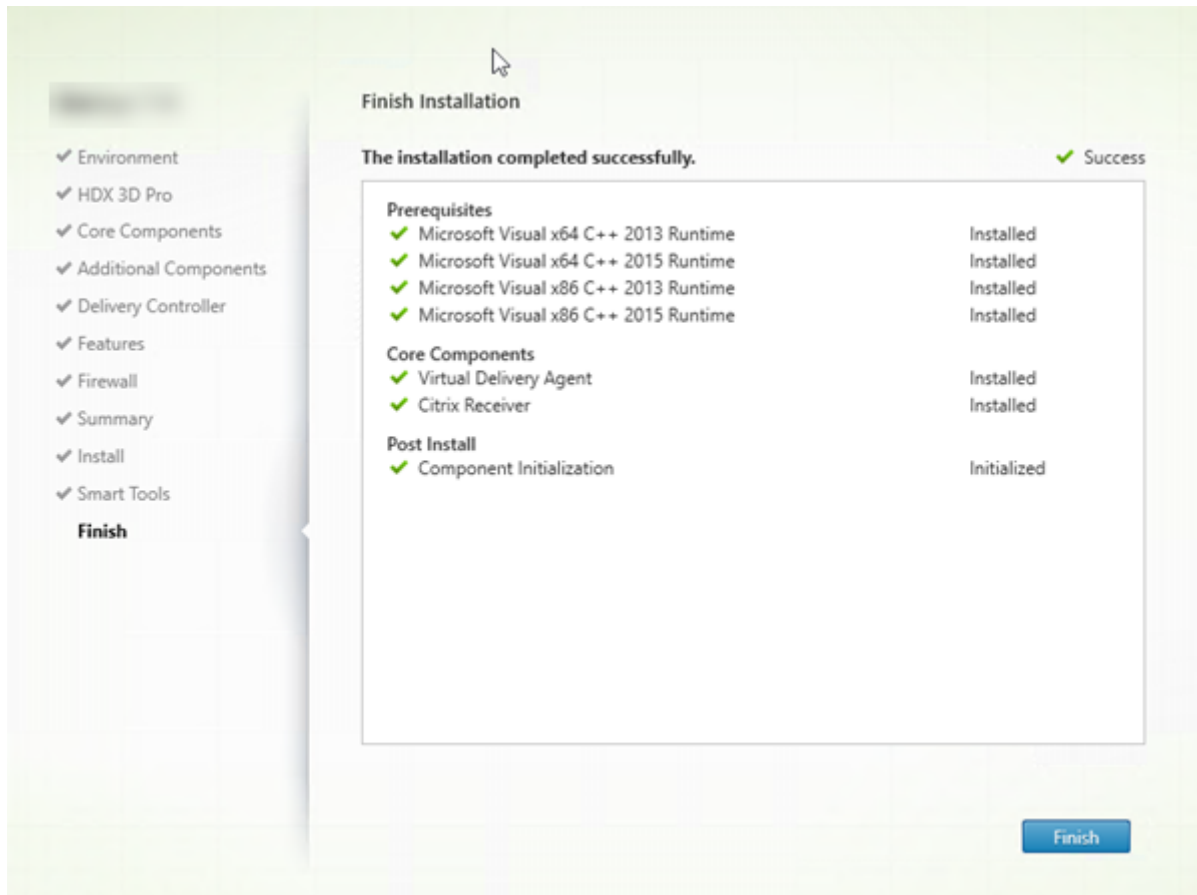 Environment
HDX 3D Pro
Core Components
Additional Components
Delivery Controller
Features
Firewall
Summary
Install
Smart Tools
Finish
Finish Installation
The installation completed successfully.
Success
Prerequisites
Microsoft Visual x64 C++ 2013 Runtime Installed
Microsoft Visual x64 C++ 2015 Runtime Installed
Microsoft Visual x86 C++ 2013 Runtime Installed
Microsoft Visual x86 C++ 2015 Runtime Installed
Core Components
Virtual Delivery Agent Installed
Citrix Receiver Installed
Post Install
Component Initialization Initialized
Finish